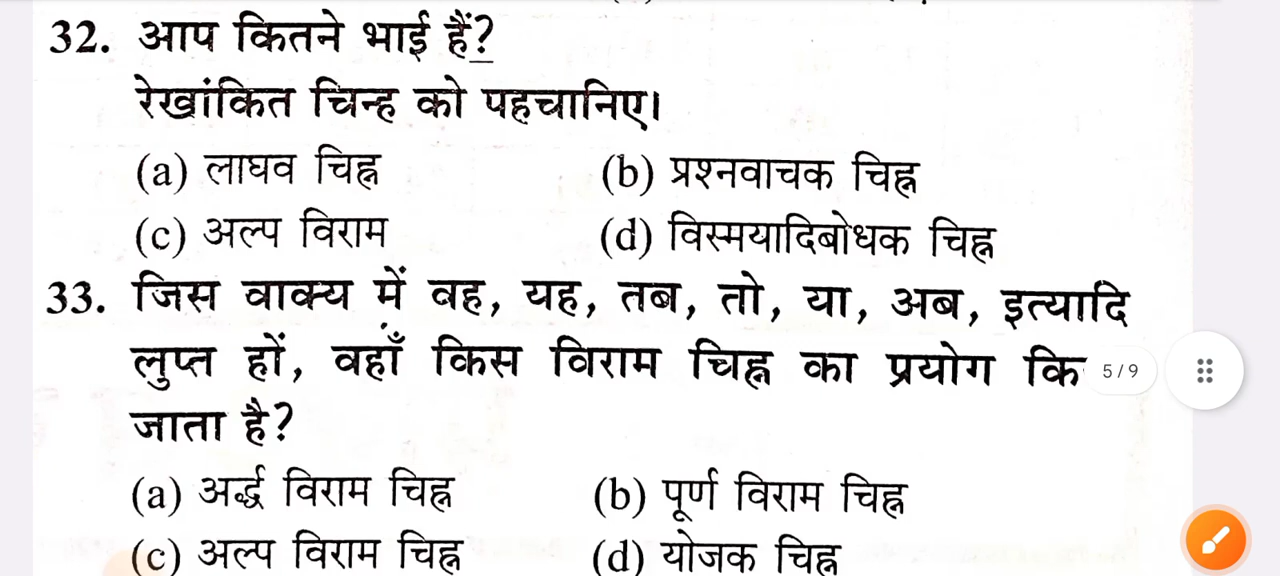 32. आप कितने भाई हैं?
रेखांकित चिन्ह को पहचानिए।
(a) लाघव चिह्न (b) प्रश्नवाचक चिह्न
(c) अल्प विराम (d) विस्मयादिबोधक चिह्न
33. जिस वाक्य में वह, यह, तब, तो, या, अब, इत्यादि
लुप्त हों, वहाँ किस विराम चिह्न का प्रयोग कि 5/9
जाता है?
(a) अर्द्ध विराम चिह्न (b) पूर्ण विराम चिह्न
(c) अल्प विराम चिह्न (d) योजक चिह्न